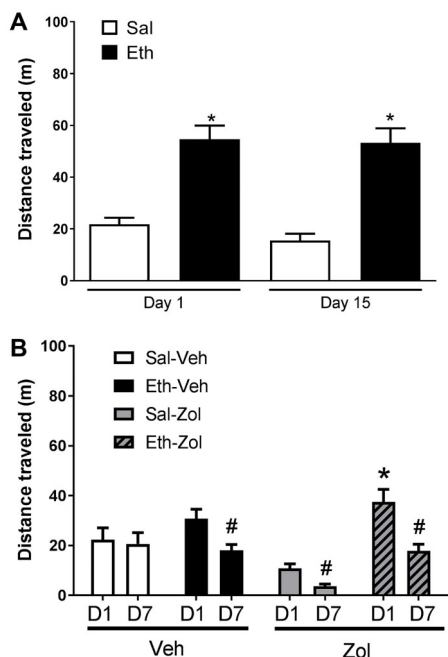 A
Sal
Eth
Distance traveled (m)
100
80
60
40
20
0
*
*
Day 1
Day 15
B
Sal-Veh
Eth-Veh
Sal-Zol
Eth-Zol
Distance traveled (m)
100
80
60
40
20
0
#
#
*
#
D1 D7 D1 D7 D1 D7 D1 D7
Veh Zol